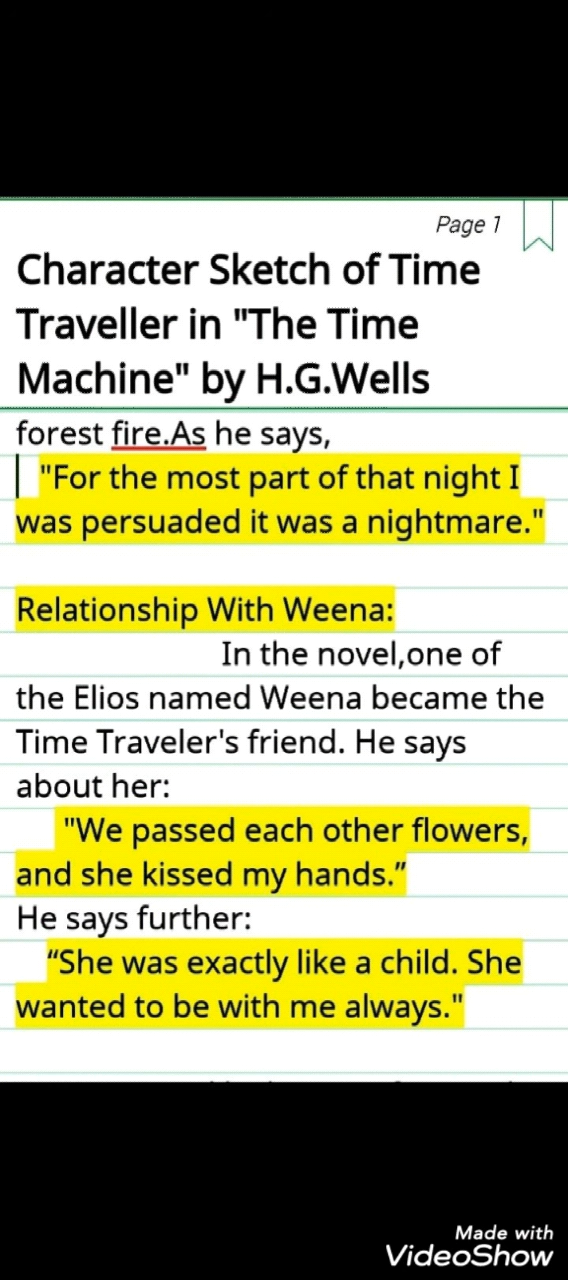 Page 1
Character Sketch of Time
Traveller in "The Time
Machine" by H.G.Wells
forest fire.As he says,
"For the most part of that night I
was persuaded it was a nightmare."
Relationship With Weena:
In the novel,one of
the Elios named Weena became the
Time Traveler's friend. He says
about her:
"We passed each other flowers,
and she kissed my hands.”
He says further:
“She was exactly like a child. She
wanted to be with me always."
Made with
VideoShow